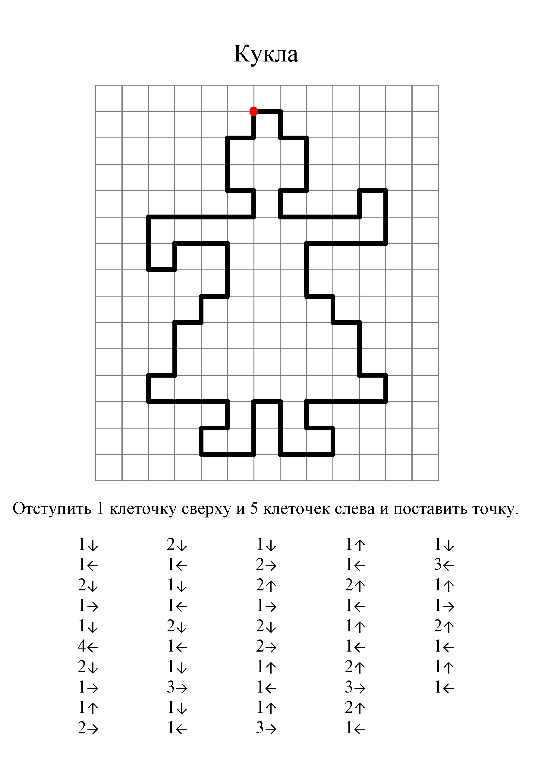 Кукла
Отступить 1 клеточку сверху и 5 клеточек слева и поставить точку.
1↓ 2↓ 1↓ 1↑ 1↓
1← 1← 2→ 1← 3←
2↓ 1↓ 2↑ 2↑ 1↑
1→ 1← 1→ 1← 1→
1↓ 2↓ 2↓ 1↑ 2↑
4← 1← 2→ 1← 1←
2↓ 1↓ 1↑ 2↑ 1↑
1→ 3→ 1← 3→ 1←
1↑ 1↓ 1↑ 2↑
2→ 1← 3→ 1←